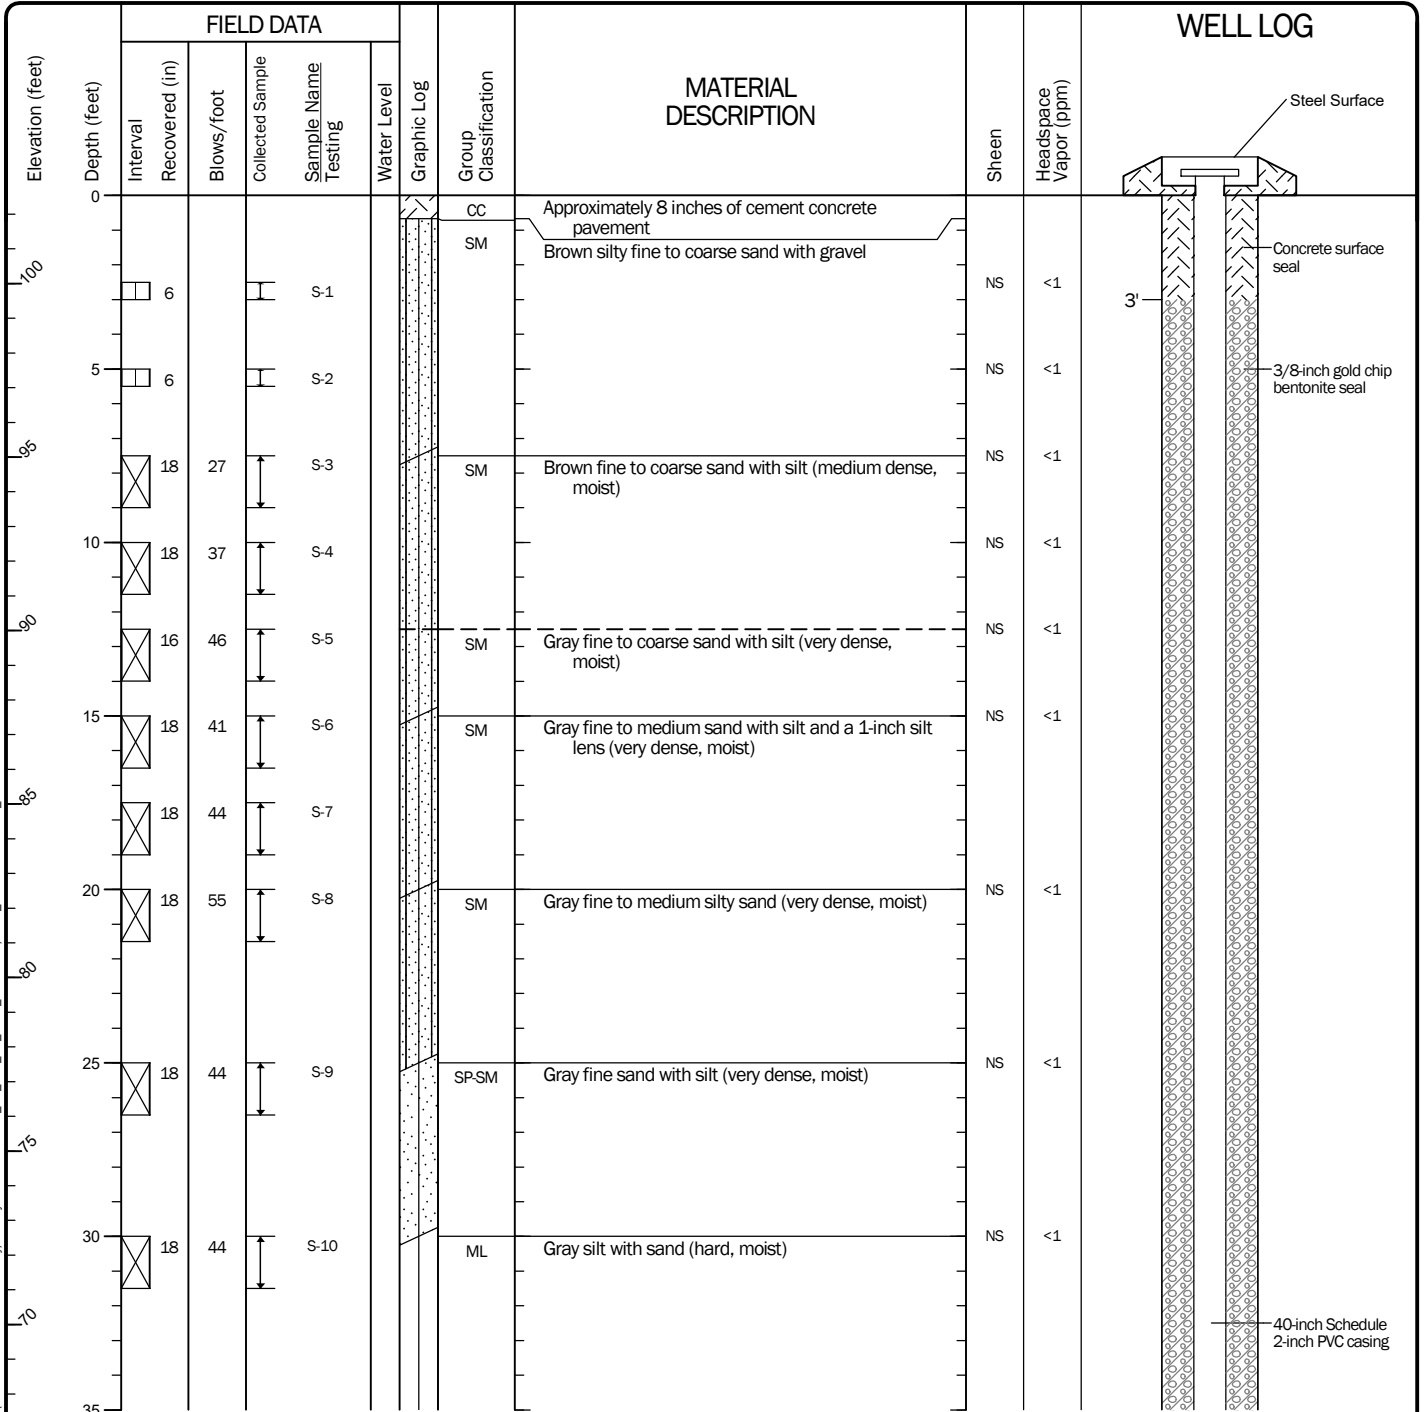 FIELD DATA
WELL LOG
Elevation (feet)
Depth (feet)
Interval
Recovered (in)
Blows/foot
Collected Sample
Sample Name
Testing
Water Level
Graphic Log
Group
Classification
MATERIAL
DESCRIPTION
Sheen
Headspace
Vapor (ppm)
Steel Surface
0
CC
Approximately 8 inches of cement concrete
pavement
SM
Brown silty fine to coarse sand with gravel
Concrete surface
seal
100
6
S-1
NS
<1
3'
5
6
S-2
NS
<1
3/8-inch gold chip
bentonite seal
95
18
27
S-3
SM
Brown fine to coarse sand with silt (medium dense,
moist)
NS
<1
10
18
37
S-4
NS
<1
90
16
46
S-5
SM
Gray fine to coarse sand with silt (very dense,
moist)
NS
<1
15
18
41
S-6
SM
Gray fine to medium sand with silt and a 1-inch silt
lens (very dense, moist)
NS
<1
85
18
44
S-7
20
18
55
S-8
SM
Gray fine to medium silty sand (very dense, moist)
NS
<1
80
25
18
44
S-9
SP-SM
Gray fine sand with silt (very dense, moist)
NS
<1
75
30
18
44
S-10
ML
Gray silt with sand (hard, moist)
NS
<1
70
40-inch Schedule
2-inch PVC casing
35